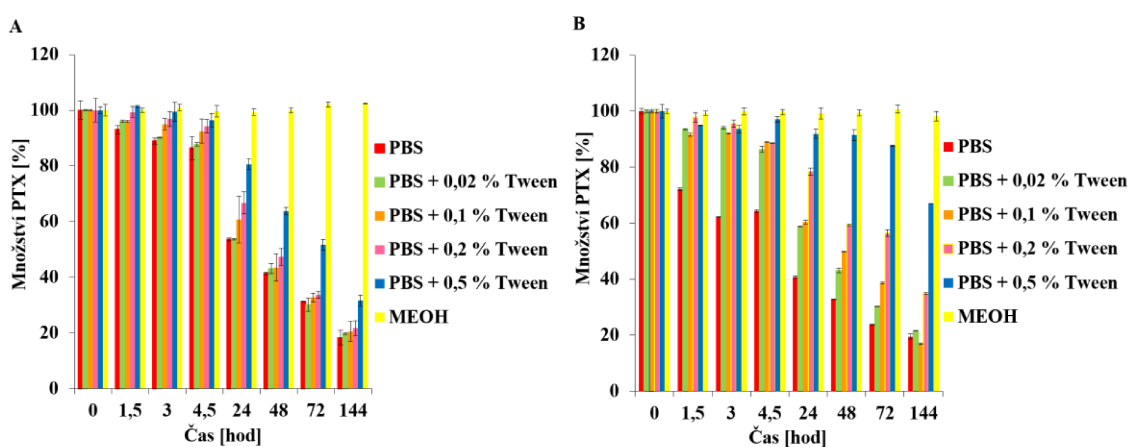 A
Množství PTX [%]
120
100
80
60
40
20
0
0 1,5 3 4,5 24 48 72 144
Čas [hod]
PBS
PBS + 0,02 % Tween
PBS + 0,1 % Tween
PBS + 0,2 % Tween
PBS + 0,5 % Tween
MEOH
B
Množství PTX [%]
120
100
80
60
40
20
0
0 1,5 3 4,5 24 48 72 144
Čas [hod]
PBS
PBS + 0,02 % Tween
PBS + 0,1 % Tween
PBS + 0,2 % Tween
PBS + 0,5 % Tween
MEOH